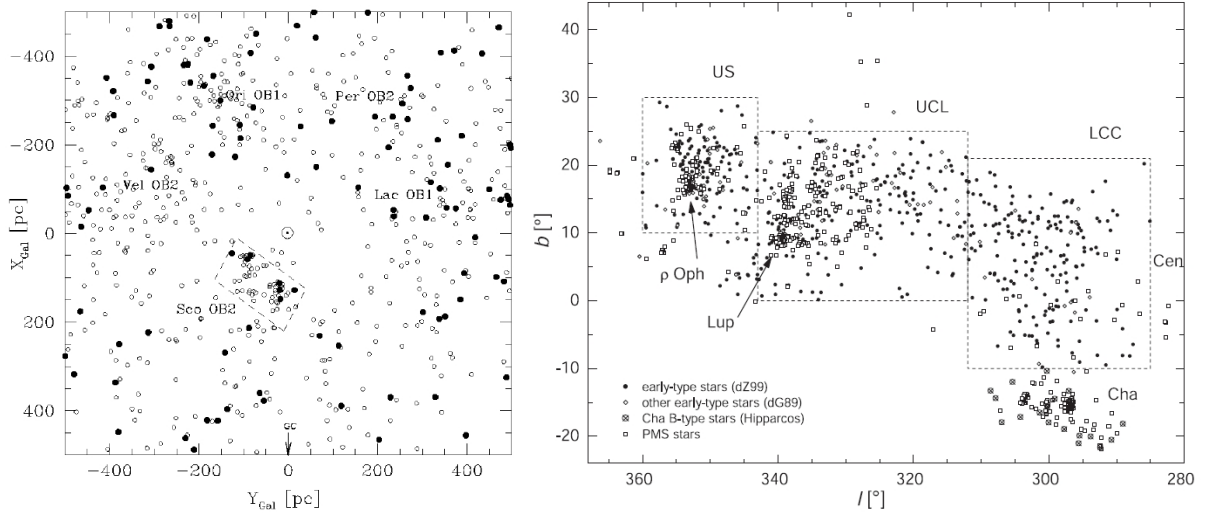 -400
-200
0
200
400
X_Gal [pc]
Ori OB1
Per OB2
Vel OB2
Lac OB1
Sco OB2
GC
-400 -200 0 200 400
Y_Gal [pc]
40
30
20
10
0
-10
-20
b [°]
US
UCL
LCC
ρ Oph
Lup
Cen
Cha
early-type stars (dZ99)
other early-type stars (dG89)
Cha B-type stars (Hipparcos)
PMS stars
360 340 320 300 280
l [°]